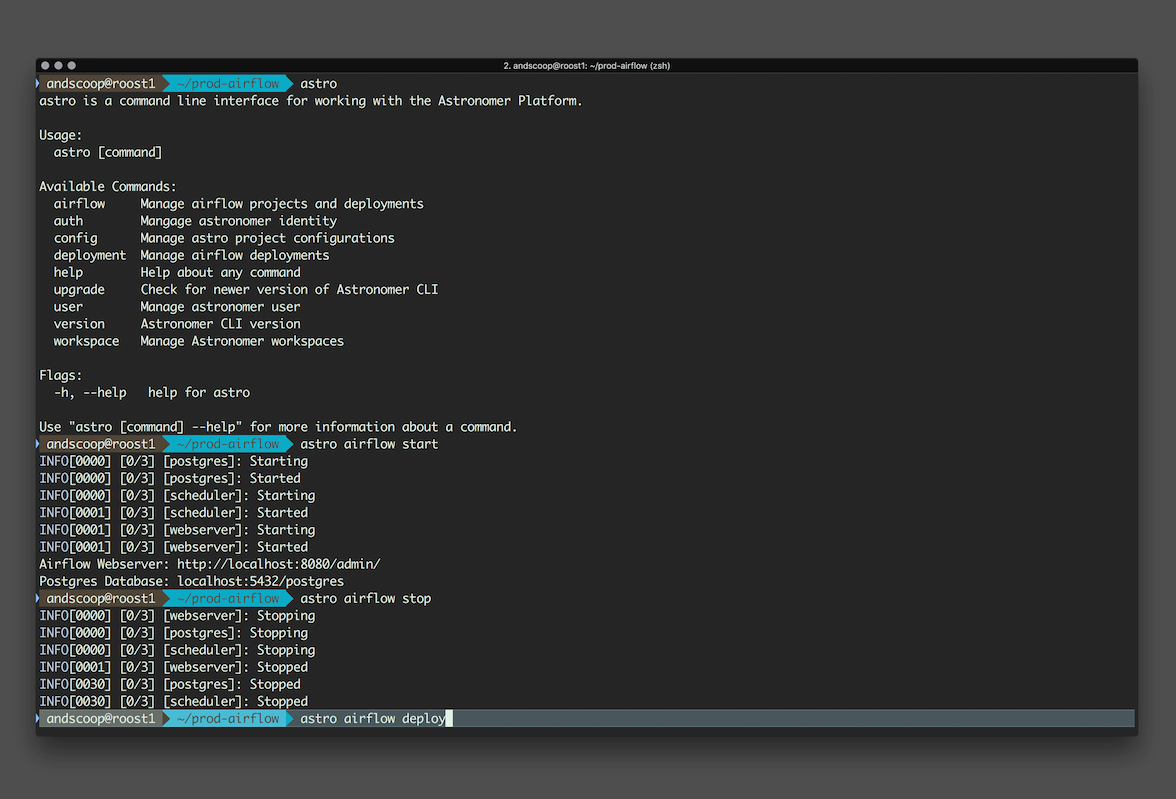 2. andscoop@roost1: ~/prod-airflow (zsh)
andscoop@roost1 ~/prod-airflow astro
astro is a command line interface for working with the Astronomer Platform.
Usage:
astro [command]
Available Commands:
airflow Manage airflow projects and deployments
auth Mangage astronomer identity
config Manage astro project configurations
deployment Manage airflow deployments
help Help about any command
upgrade Check for newer version of Astronomer CLI
user Manage astronomer user
version Astronomer CLI version
workspace Manage Astronomer workspaces
Flags:
-h, --help help for astro
Use "astro [command] --help" for more information about a command.
andscoop@roost1 ~/prod-airflow astro airflow start
INFO[0000] [0/3] [postgres]: Starting
INFO[0000] [0/3] [postgres]: Started
INFO[0000] [0/3] [scheduler]: Starting
INFO[0001] [0/3] [scheduler]: Started
INFO[0001] [0/3] [webserver]: Starting
INFO[0001] [0/3] [webserver]: Started
Airflow Webserver: http://localhost:8080/admin/
Postgres Database: localhost:5432/postgres
andscoop@roost1 ~/prod-airflow astro airflow stop
INFO[0000] [0/3] [webserver]: Stopping
INFO[0000] [0/3] [postgres]: Stopping
INFO[0000] [0/3] [scheduler]: Stopping
INFO[0001] [0/3] [webserver]: Stopped
INFO[0030] [0/3] [postgres]: Stopped
INFO[0030] [0/3] [scheduler]: Stopped
andscoop@roost1 ~/prod-airflow astro airflow deploy